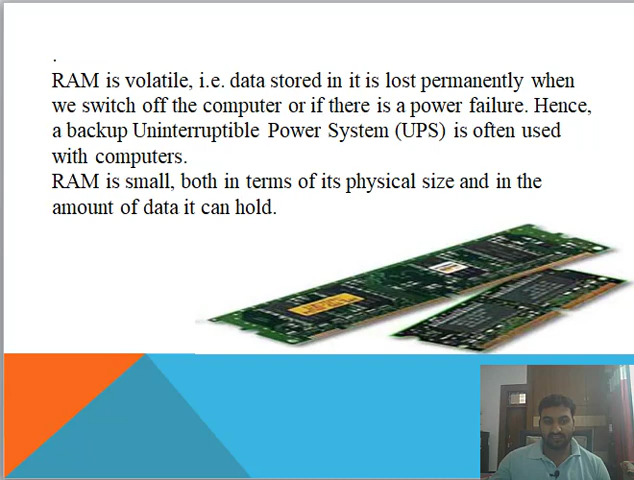 .
RAM is volatile, i.e. data stored in it is lost permanently when
we switch off the computer or if there is a power failure. Hence,
a backup Uninterruptible Power System (UPS) is often used
with computers.
RAM is small, both in terms of its physical size and in the
amount of data it can hold.